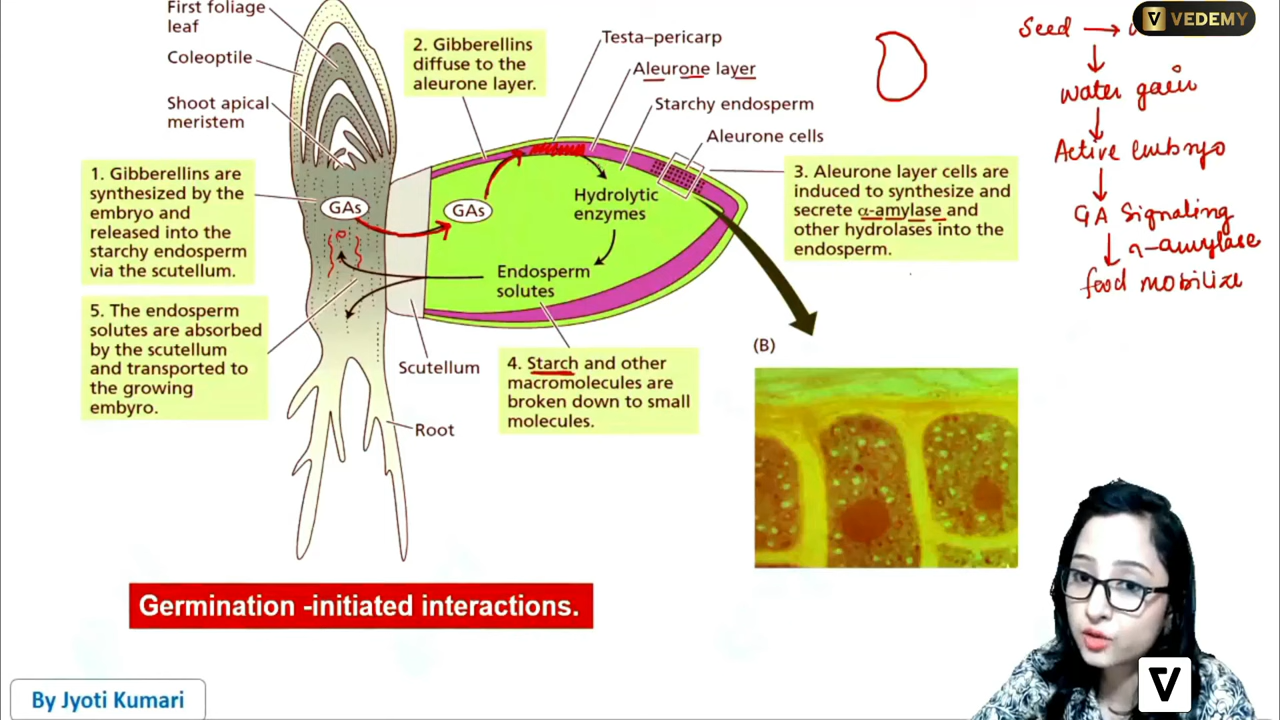 First foliage
leaf
Coleoptile
Shoot apical
meristem
2. Gibberellins
diffuse to the
aleurone layer.
Testa–pericarp
Aleurone layer
Starchy endosperm
Aleurone cells
1. Gibberellins are
synthesized by the
embryo and
released into the
starchy endosperm
via the scutellum.
GAs
GAs
Hydrolytic
enzymes
Endosperm
solutes
3. Aleurone layer cells are
induced to synthesize and
secrete α-amylase and
other hydrolases into the
endosperm.
5. The endosperm
solutes are absorbed
by the scutellum
and transported to
the growing
embyro.
Scutellum
Root
4. Starch and other
macromolecules are
broken down to small
molecules.
(B)
VEDEMY
Seed →
↓
water gain
↓
Active embryo
↓
GA Signaling
↓ α-amylase
food mobilize
Germination -initiated interactions.
By Jyoti Kumari